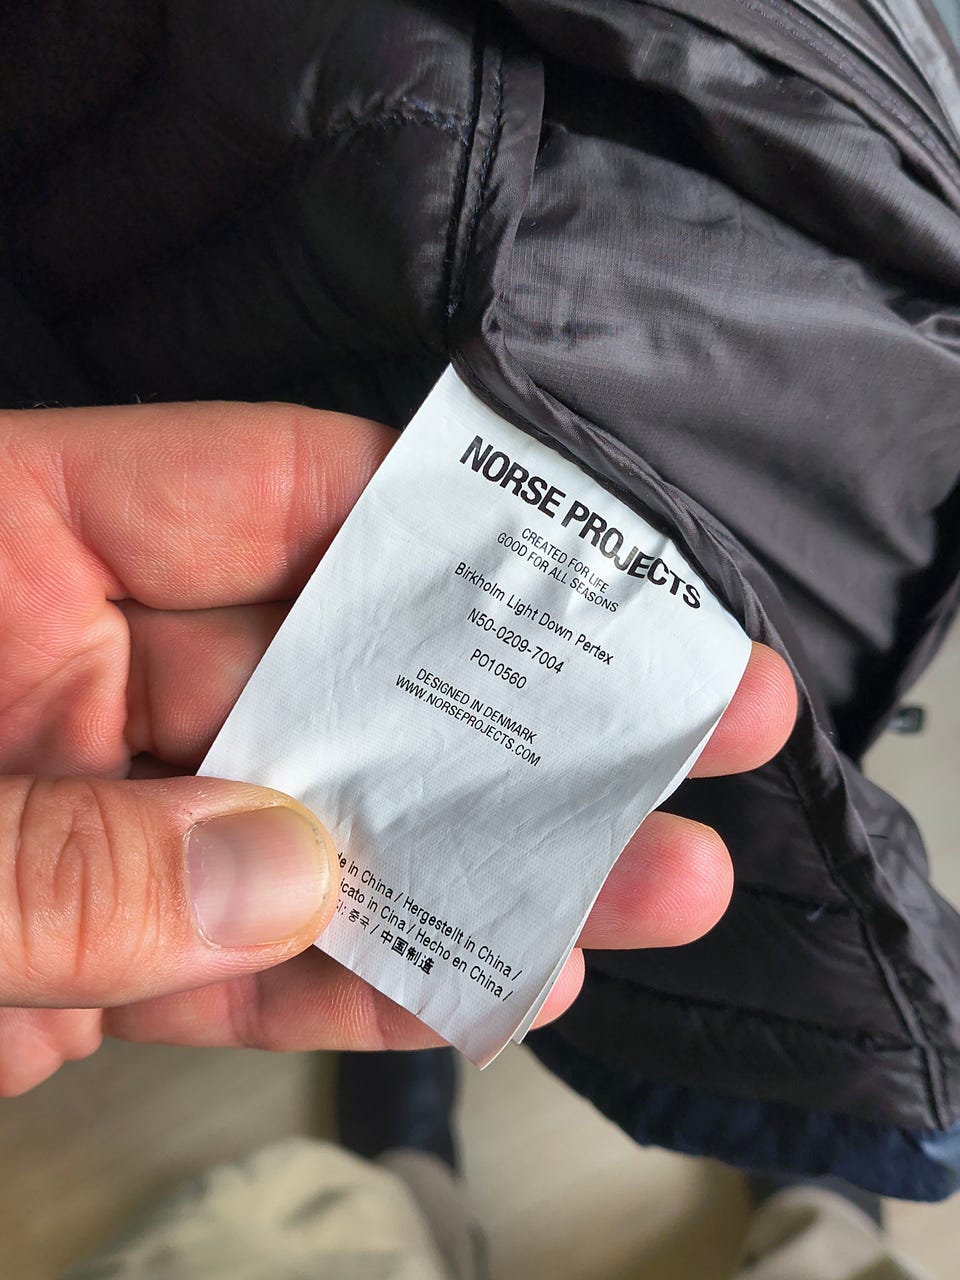 NORSE PROJECTS
CREATED FOR LIFE
GOOD FOR ALL SEASONS
Birkholm Light Down Pertex
N50-0209-7004
PO10560
DESIGNED IN DENMARK
WWW.NORSEPROJECTS.COM
in China / Hergestellt in China /
in Cina / Hecho en China /
중국 / 中国制造